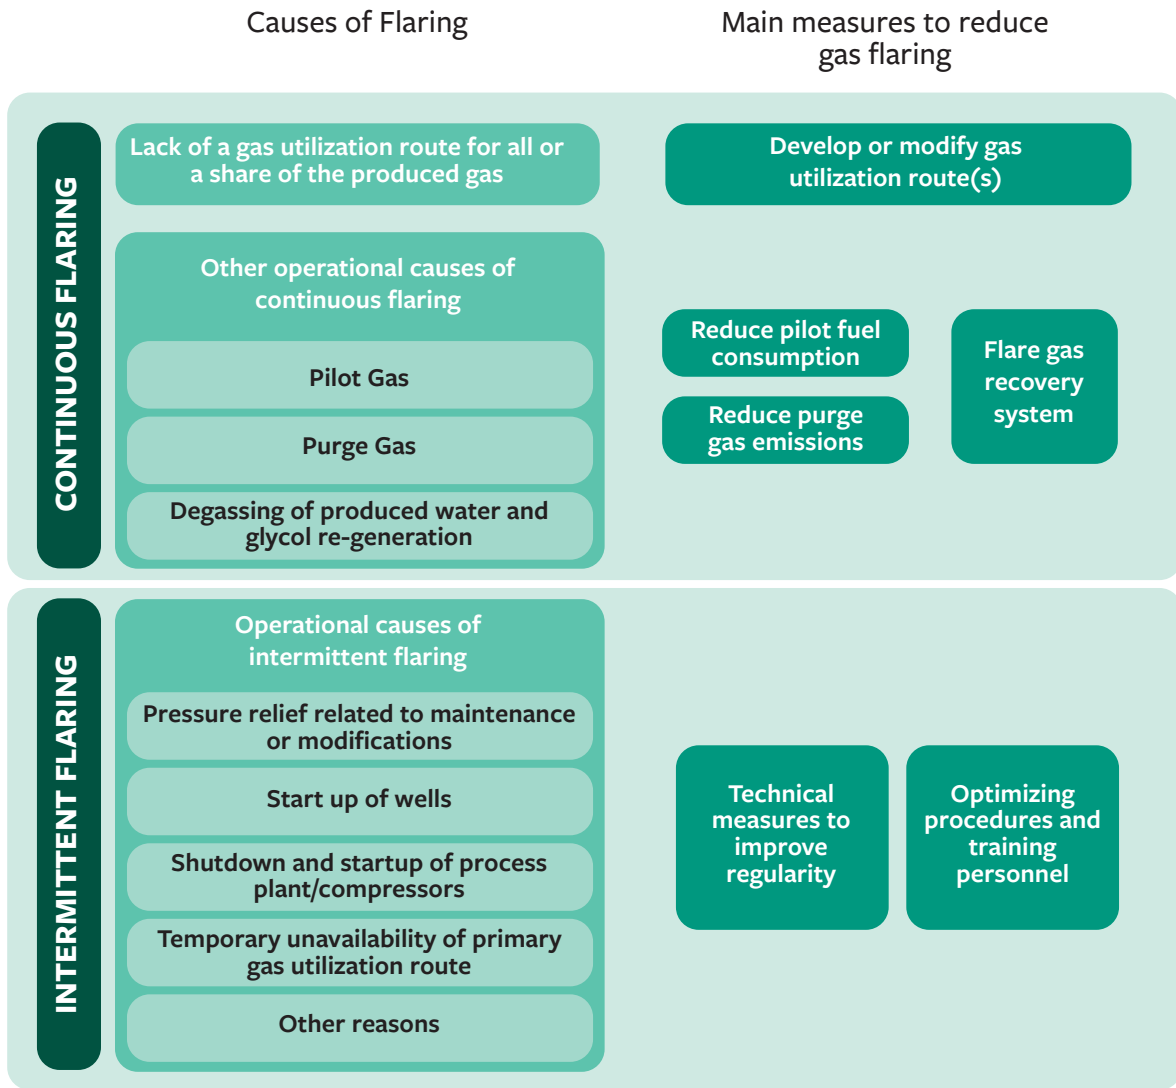 Causes of Flaring
Main measures to reduce
gas flaring
CONTINUOUS FLARING
Lack of a gas utilization route for all or
a share of the produced gas
Develop or modify gas
utilization route(s)
Other operational causes of
continuous flaring
Pilot Gas
Purge Gas
Degassing of produced water and
glycol re-generation
Reduce pilot fuel
consumption
Reduce purge
gas emissions
Flare gas
recovery
system
INTERMITTENT FLARING
Operational causes of
intermittent flaring
Pressure relief related to maintenance
or modifications
Start up of wells
Shutdown and startup of process
plant/compressors
Temporary unavailability of primary
gas utilization route
Other reasons
Technical
measures to
improve
regularity
Optimizing
procedures and
training
personnel